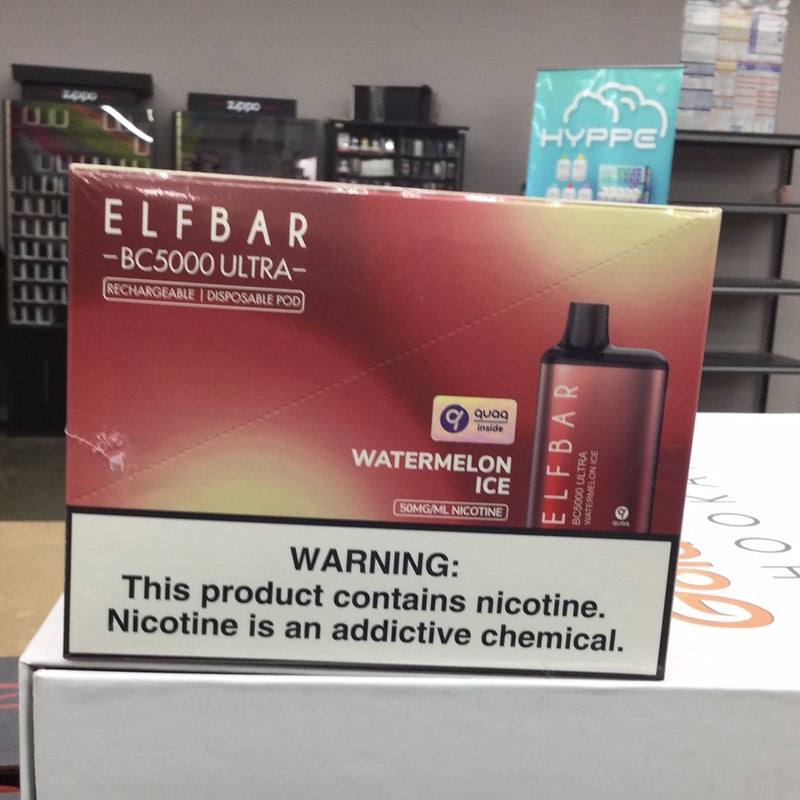 zippo
zippo
HYPPE
ELFBAR
-BC5000 ULTRA-
RECHARGEABLE | DISPOSABLE POD
quaq
inside
WATERMELON
ICE
50MG/ML NICOTINE
ELFBAR
BC5000 ULTRA
WATERMELON ICE
quaq
WARNING:
This product contains nicotine.
Nicotine is an addictive chemical.